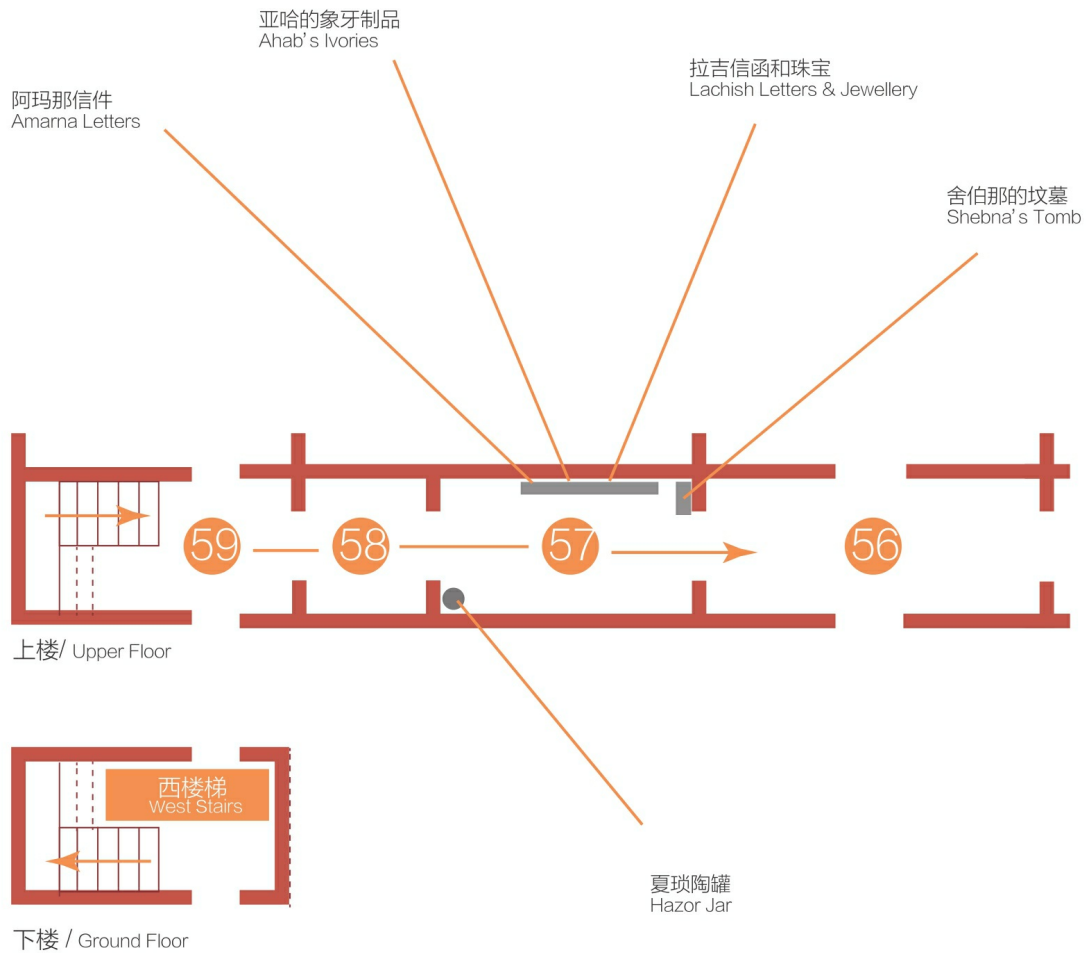 亚哈的象牙制品
Ahab's Ivories
拉吉信函和珠宝
Lachish Letters & Jewellery
阿玛那信件
Amarna Letters
舍伯那的坟墓
Shebna's Tomb
59
58
57
56
上楼/ Upper Floor
西楼梯
West Stairs
夏琐陶罐
Hazor Jar
下楼 / Ground Floor